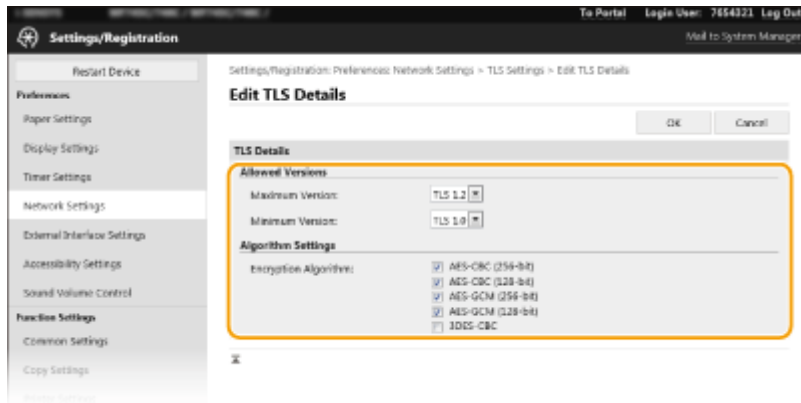 To Portal Login User: 7654321 Log Out
Settings/Registration
Mail to System Manager
Restart Device
Preferences
Paper Settings
Display Settings
Timer Settings
Network Settings
External Interface Settings
Accessibility Settings
Sound Volume Control
Function Settings
Common Settings
Copy Settings
Settings/Registration: Preferences: Network Settings > TLS Settings > Edit TLS Details
Edit TLS Details
OK Cancel
TLS Details
Allowed Versions
Maximum Version: TLS 1.2
Minimum Version: TLS 1.0
Algorithm Settings
Encryption Algorithm: AES-CBC (256-bit)
AES-CBC (128-bit)
AES-GCM (256-bit)
AES-GCM (128-bit)
3DES-CBC